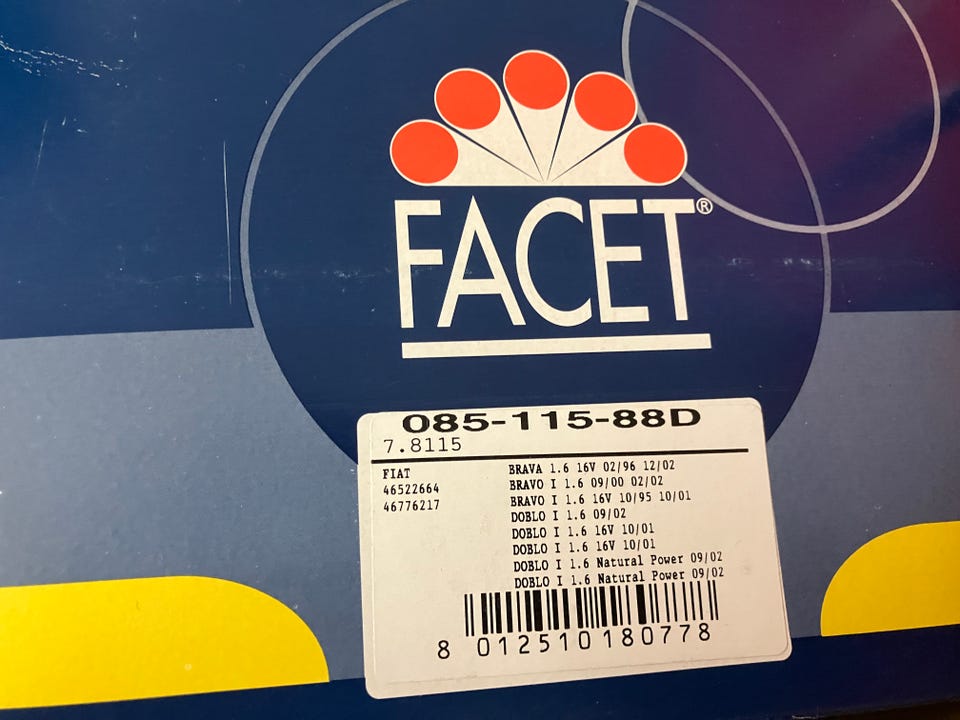 FACET®
085-115-88D
7.8115
FIAT
46522664
46776217
BRAVA 1.6 16V 02/96 12/02
BRAVO I 1.6 09/00 02/02
BRAVO I 1.6 16V 10/95 10/01
DOBLO I 1.6 09/02
DOBLO I 1.6 16V 10/01
DOBLO I 1.6 16V 10/01
DOBLO I 1.6 Natural Power 09/02
DOBLO I 1.6 Natural Power 09/02
8 012510 180778